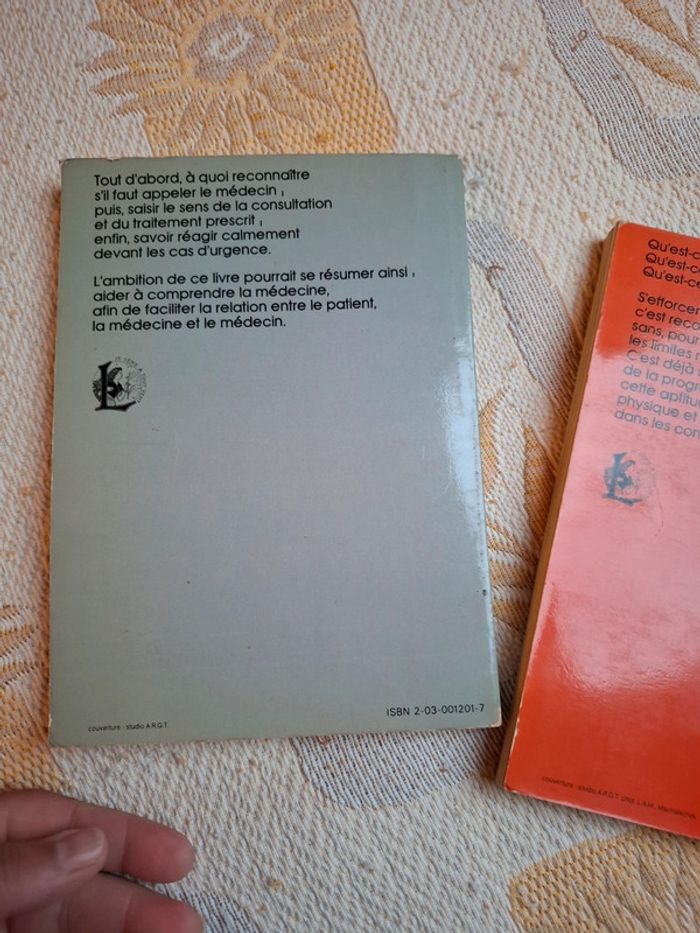 Tout d'abord, à quoi reconnaître
s'il faut appeler le médecin ;
puis, saisir le sens de la consultation
et du traitement prescrit ;
enfin, savoir réagir calmement
devant les cas d'urgence.
L'ambition de ce livre pourrait se résumer ainsi :
aider à comprendre la médecine,
afin de faciliter la relation entre le patient,
la médecine et le médecin.
ISBN 2-03-001201-7
couverture : studio A.R.G.T.
Qu'est-c
Qu'est-c
Qu'est-ce
S'efforcer
c'est reco
sans, pour
les limites
C'est déjà
de la progr
cette aptitud
physique et
dans les con
couverture : studio A.R.G.T. phot. L.A.M.